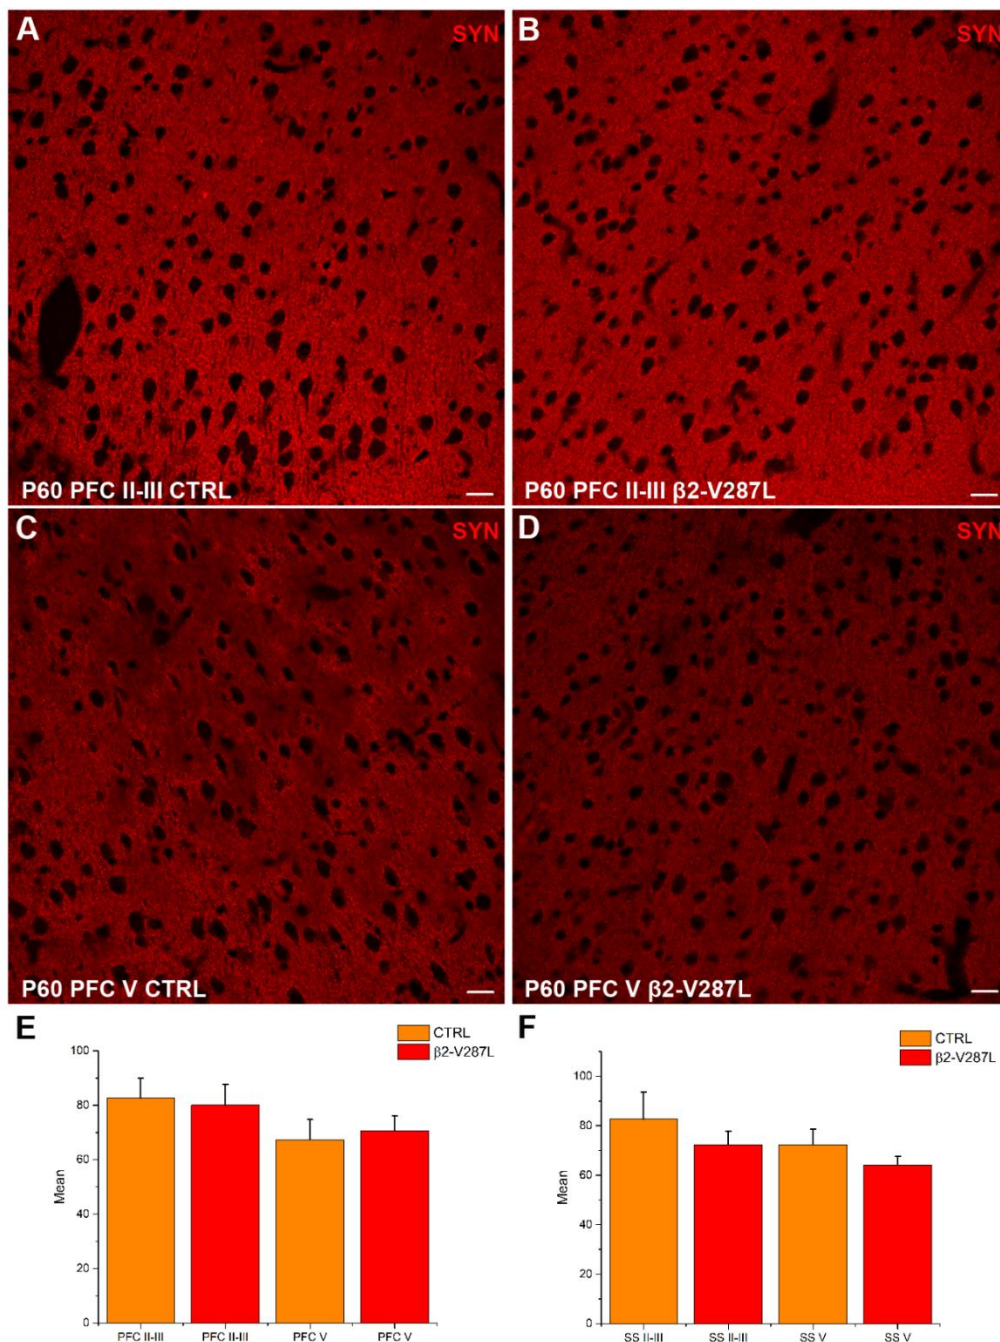 A
SYN
B
SYN
P60 PFC II-III CTRL
P60 PFC II-III β2-V287L
C
SYN
D
SYN
P60 PFC V CTRL
P60 PFC V β2-V287L
E
CTRL
β2-V287L
100
80
60
40
20
0
Mean
PFC II-III
PFC II-III
PFC V
PFC V
F
CTRL
β2-V287L
100
80
60
40
20
0
Mean
SS II-III
SS II-III
SS V
SS V